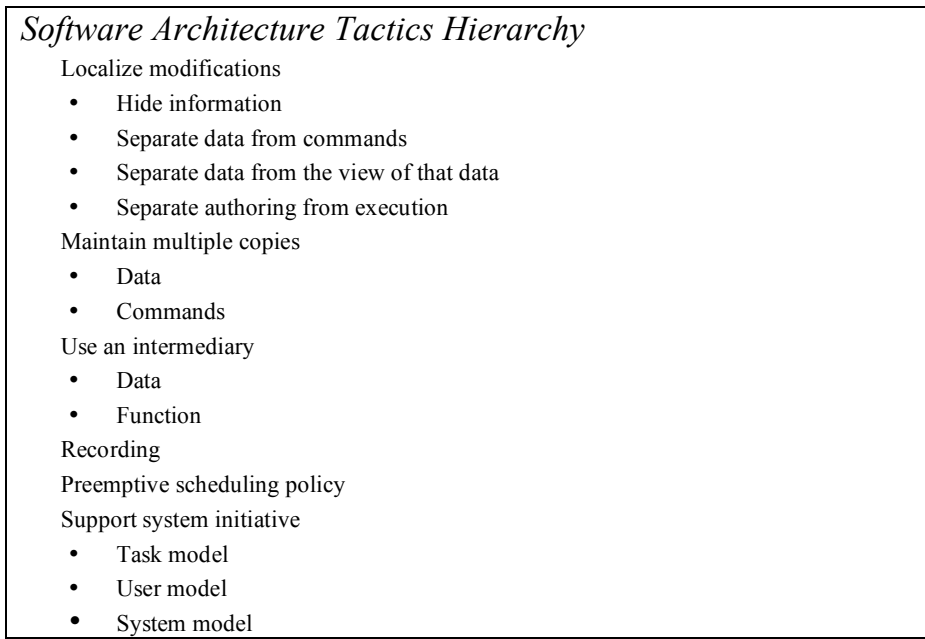 Software Architecture Tactics Hierarchy
Localize modifications
• Hide information
• Separate data from commands
• Separate data from the view of that data
• Separate authoring from execution
Maintain multiple copies
• Data
• Commands
Use an intermediary
• Data
• Function
Recording
Preemptive scheduling policy
Support system initiative
• Task model
• User model
• System model